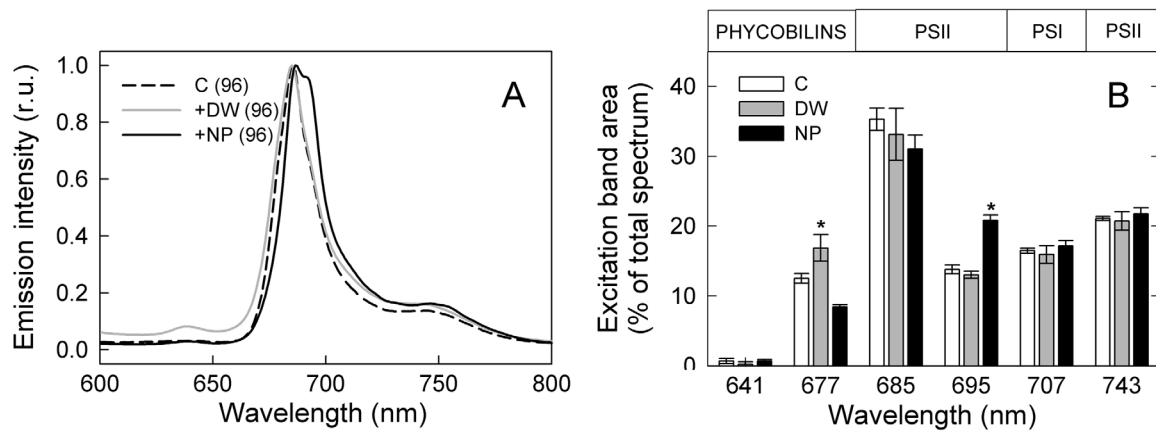 Emission intensity (r.u.)
1.0
0.8
0.6
0.4
0.2
0.0
C (96)
+DW (96)
+NP (96)
A
600
650
700
750
800
Wavelength (nm)
PHYCOBILINS
PSII
PSI
PSII
Excitation band area
(% of total spectrum)
40
30
20
10
0
C
DW
NP
B
*
*
641
677
685
695
707
743
Wavelength (nm)